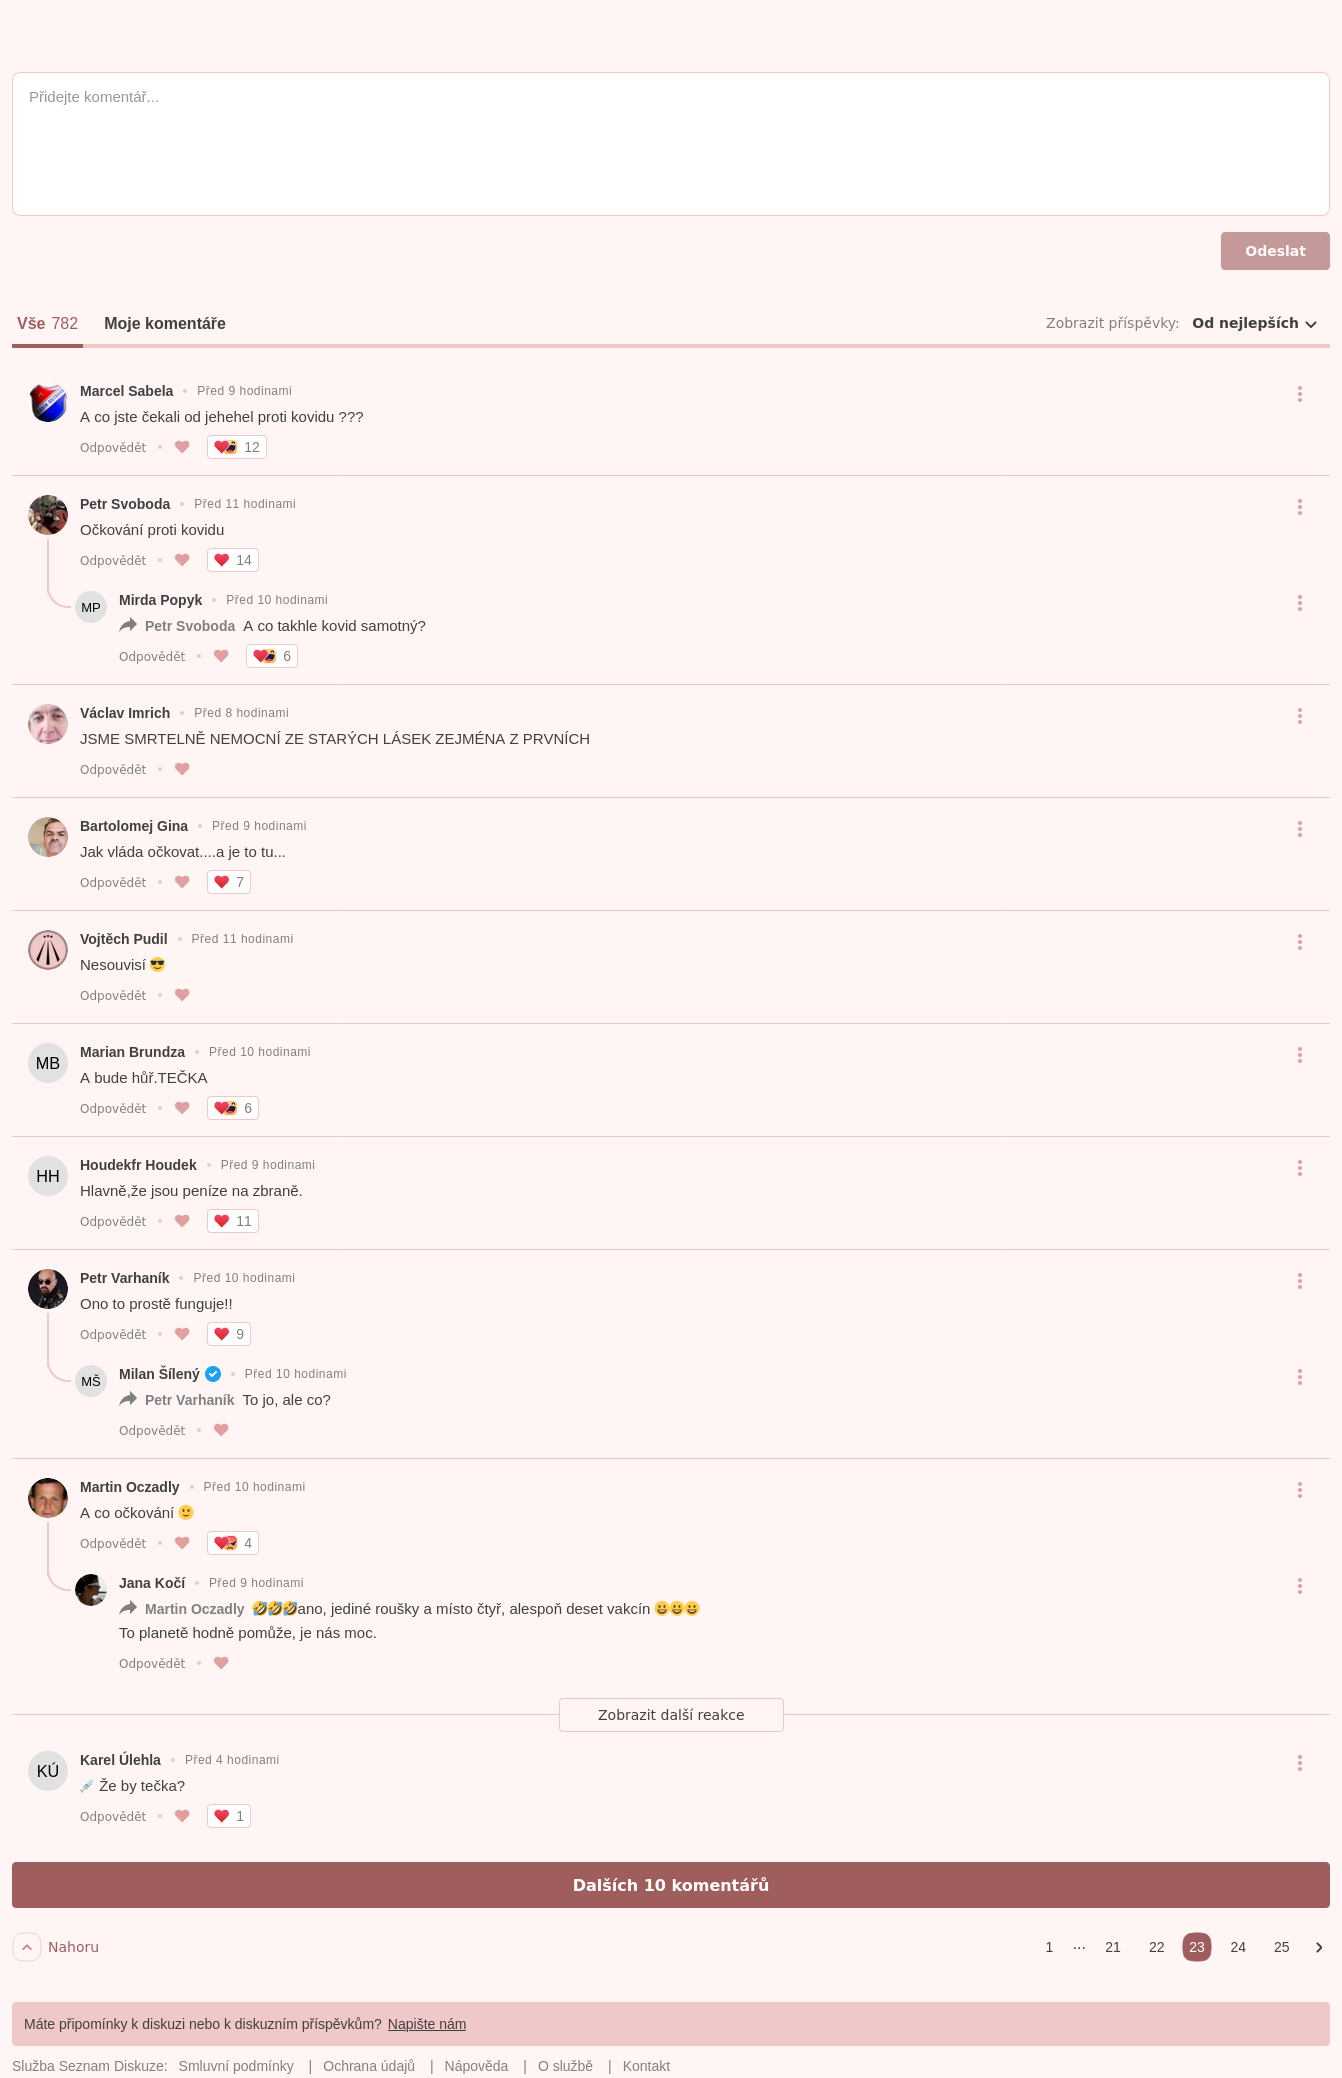 Přidejte komentář...
Odeslat
Vše 782 Moje komentáře Zobrazit příspěvky: Od nejlepších
Marcel Sabela • Před 9 hodinami
A co jste čekali od jehehel proti kovidu ???
Odpovědět • 12
Petr Svoboda • Před 11 hodinami
Očkování proti kovidu
Odpovědět • 14
MP Mirda Popyk • Před 10 hodinami
Petr Svoboda A co takhle kovid samotný?
Odpovědět • 6
Václav Imrich • Před 8 hodinami
JSME SMRTELNĚ NEMOCNÍ ZE STARÝCH LÁSEK ZEJMÉNA Z PRVNÍCH
Odpovědět •
Bartolomej Gina • Před 9 hodinami
Jak vláda očkovat....a je to tu...
Odpovědět • 7
Vojtěch Pudil • Před 11 hodinami
Nesouvisí 😎
Odpovědět •
MB Marian Brundza • Před 10 hodinami
A bude hůř.TEČKA
Odpovědět • 6
HH Houdekfr Houdek • Před 9 hodinami
Hlavně,že jsou peníze na zbraně.
Odpovědět • 11
Petr Varhaník • Před 10 hodinami
Ono to prostě funguje!!
Odpovědět • 9
MŠ Milan Šílený • Před 10 hodinami
Petr Varhaník To jo, ale co?
Odpovědět •
Martin Oczadly • Před 10 hodinami
A co očkování 🙂
Odpovědět • 4
Jana Kočí • Před 9 hodinami
Martin Oczadly 🤣🤣🤣ano, jediné roušky a místo čtyř, alespoň deset vakcín 😀😀😀
To planetě hodně pomůže, je nás moc.
Odpovědět •
Zobrazit další reakce
KÚ Karel Úlehla • Před 4 hodinami
💉 Že by tečka?
Odpovědět • 1
Dalších 10 komentářů
Nahoru 1 ··· 21 22 23 24 25
Máte připomínky k diskuzi nebo k diskuzním příspěvkům? Napište nám
Služba Seznam Diskuze: Smluvní podmínky | Ochrana údajů | Nápověda | O službě | Kontakt